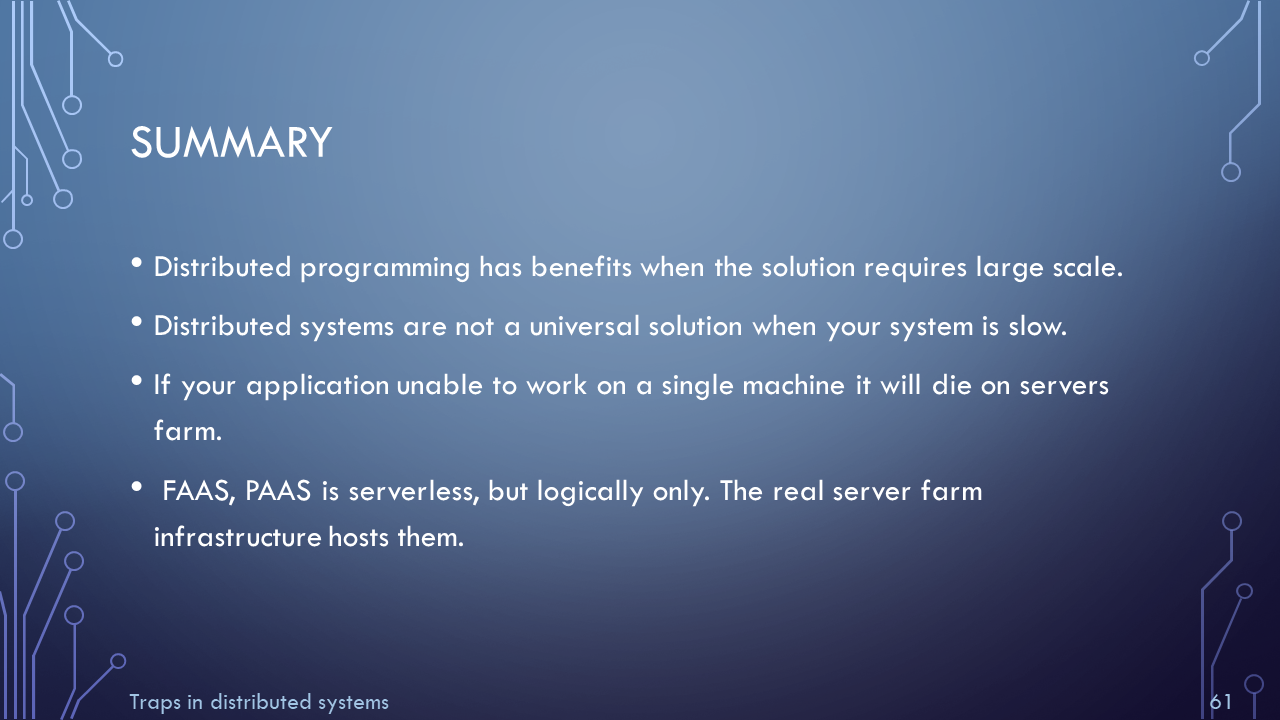 SUMMARY
• Distributed programming has benefits when the solution requires large scale.
• Distributed systems are not a universal solution when your system is slow.
• If your application unable to work on a single machine it will die on servers
farm.
• FAAS, PAAS is serverless, but logically only. The real server farm
infrastructure hosts them.
Traps in distributed systems
61